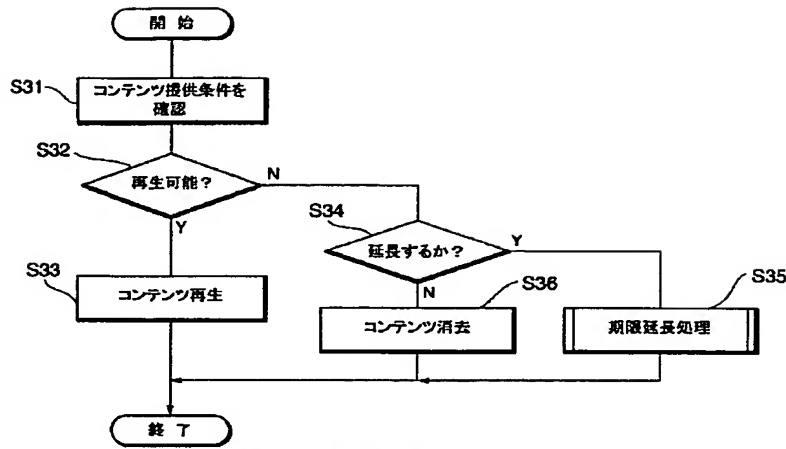 開 始
S31
コンテンツ提供条件を
確認
S32
再生可能？
N
Y
S34
延長するか？
Y
N
S33
コンテンツ再生
S36
コンテンツ消去
S35
期限延長処理
終 了